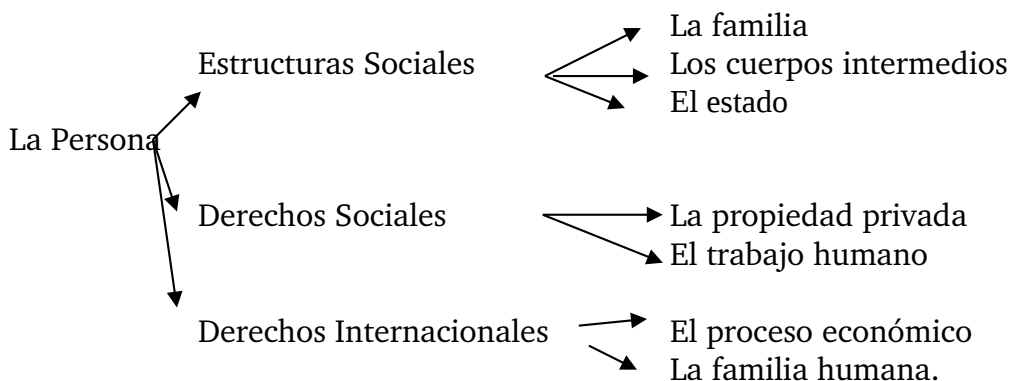 La familia
Estructuras Sociales
Los cuerpos intermedios
El estado
La Persona
Derechos Sociales
La propiedad privada
El trabajo humano
Derechos Internacionales
El proceso económico
La familia humana.